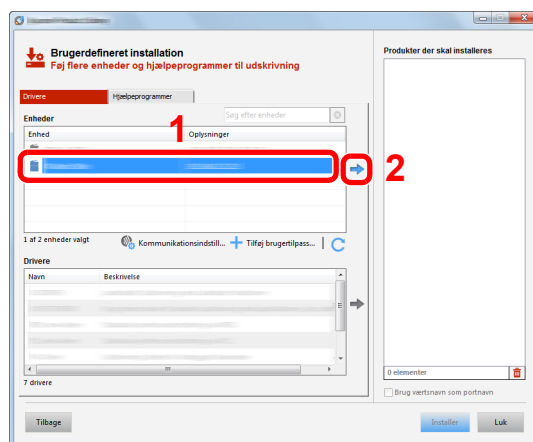 Brugerdefineret installation
Føj flere enheder og hjælpeprogrammer til udskrivning
Produkter der skal installeres
Drivere
Hjælpeprogrammer
Enheder
Søg efter enheder
Enhed
Oplysninger
1
2
1 af 2 enheder valgt
Kommunikationsindstill...
Tilføj brugertilpass...
Drivere
Navn
Beskrivelse
7 drivere
0 elementer
Brug værtsnavn som portnavn
Tilbage
Installer
Luk